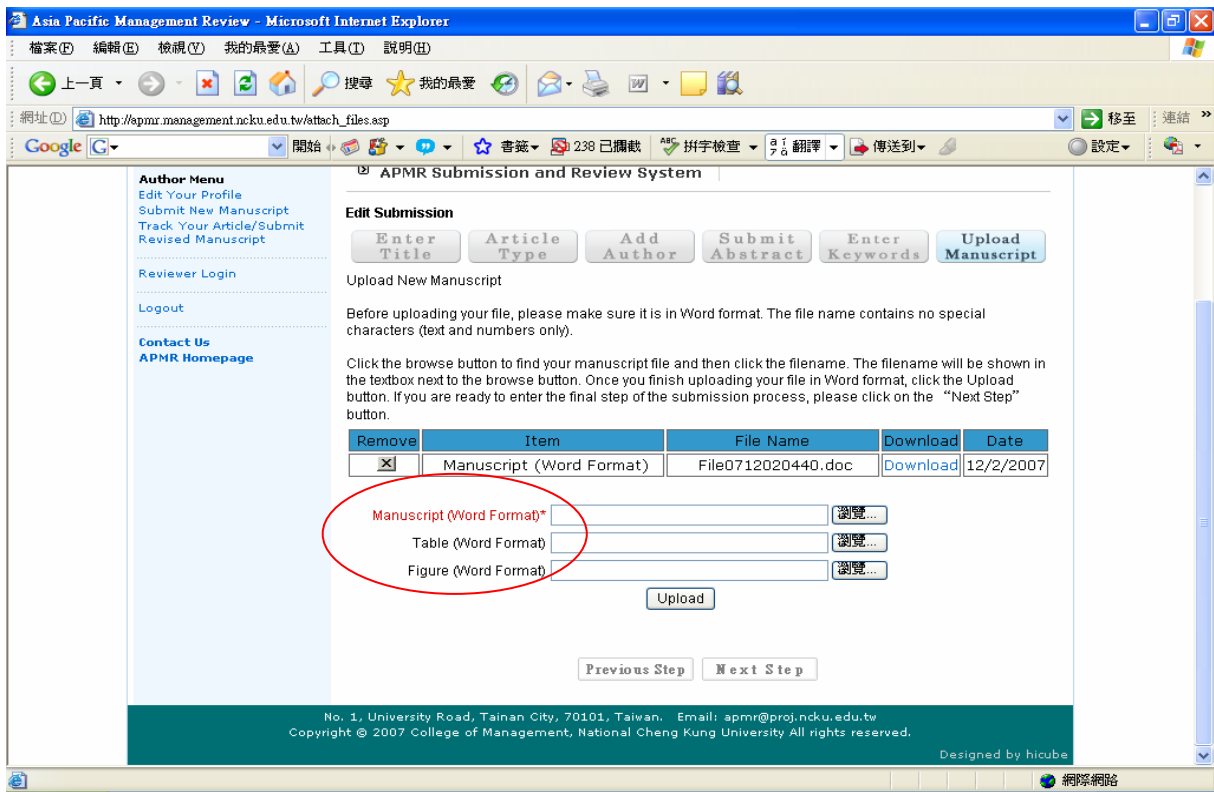 Asia Pacific Management Review - Microsoft Internet Explorer
檔案(F) 編輯(E) 檢視(V) 我的最愛(A) 工具(T) 說明(H)
上一頁 搜尋 我的最愛
網址(D) http://apmr.management.ncku.edu.tw/attach_files.asp 移至 連結 »
Google G 開始 書籤 238 已攔截 ABC 拼字檢查 翻譯 傳送到 設定
Author Menu
Edit Your Profile
Submit New Manuscript
Track Your Article/Submit
Revised Manuscript
Reviewer Login
Logout
Contact Us
APMR Homepage
APMR Submission and Review System
Edit Submission
Enter Title Article Type Add Author Submit Abstract Enter Keywords Upload Manuscript
Upload New Manuscript
Before uploading your file, please make sure it is in Word format. The file name contains no special
characters (text and numbers only).
Click the browse button to find your manuscript file and then click the filename. The filename will be shown in
the textbox next to the browse button. Once you finish uploading your file in Word format, click the Upload
button. If you are ready to enter the final step of the submission process, please click on the “Next Step”
button.
Remove Item File Name Download Date
X Manuscript (Word Format) File0712020440.doc Download 12/2/2007
Manuscript (Word Format)* 瀏覽...
Table (Word Format) 瀏覽...
Figure (Word Format) 瀏覽...
Upload
Previous Step Next Step
No. 1, University Road, Tainan City, 70101, Taiwan. Email: apmr@proj.ncku.edu.tw
Copyright @ 2007 College of Management, National Cheng Kung University All rights reserved.
Designed by hicube
網際網路